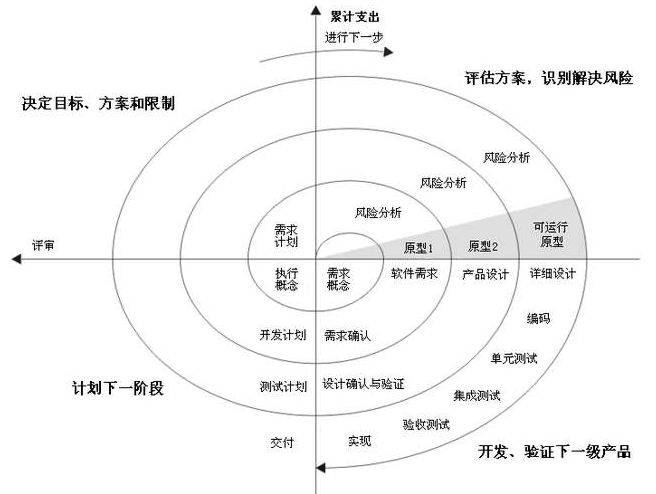 累计支出
进行下一步
决定目标、方案和限制
评估方案，识别解决风险
风险分析
风险分析
风险分析
需求
计划
可运行
原型
原型1
原型2
评审
执行
概念
需求
概念
软件需求
产品设计
详细设计
编码
开发计划
需求确认
单元测试
计划下一阶段
测试计划
设计确认与验证
集成测试
验收测试
交付
实现
开发、验证下一级产品